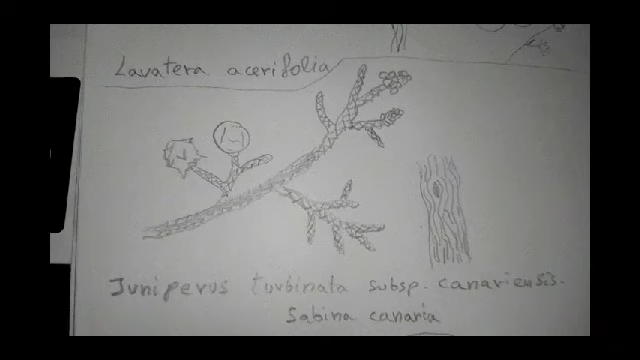 Lavatera acerifolia
Juniperus turbinata subsp. canariensis.
Sabina canaria